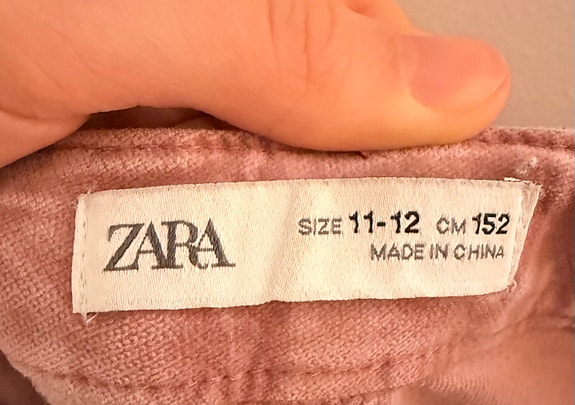 ZARA
SIZE 11-12 CM 152
MADE IN CHINA